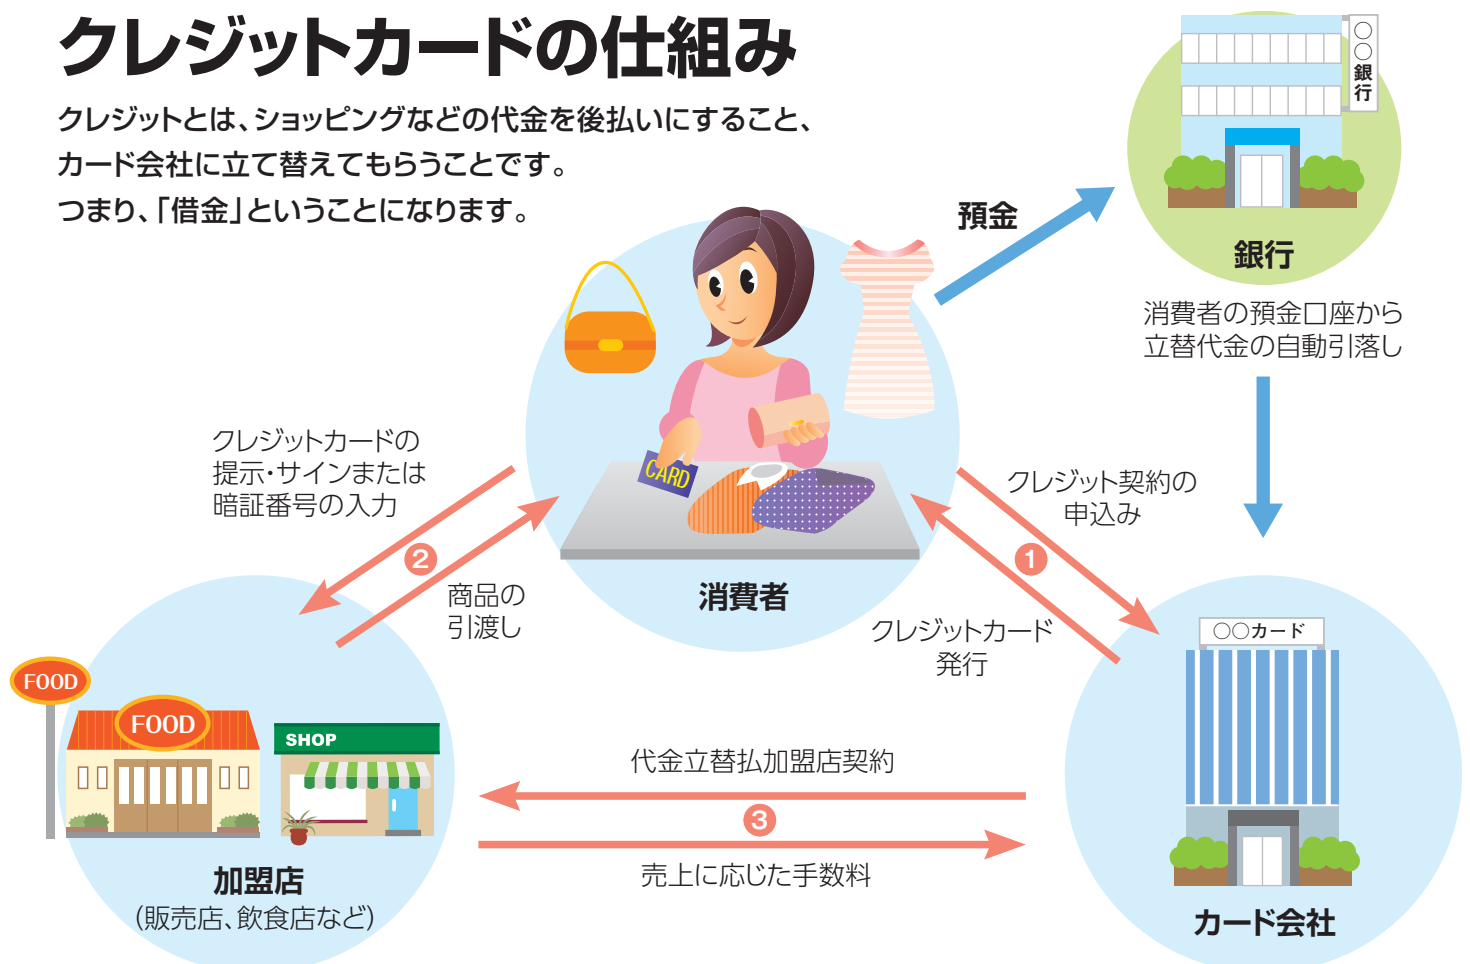 クレジットカードの仕組み
クレジットとは、ショッピングなどの代金を後払いにすること、
カード会社に立て替えてもらうことです。
つまり、「借金」ということになります。
○○銀行
預金
銀行
消費者の預金口座から
立替代金の自動引落し
CARD
消費者
クレジットカードの
提示・サインまたは
暗証番号の入力
2
商品の
引渡し
クレジット契約の
申込み
1
クレジットカード
発行
FOOD
FOOD
SHOP
加盟店
(販売店、飲食店など)
代金立替払加盟店契約
3
売上に応じた手数料
○○カード
カード会社